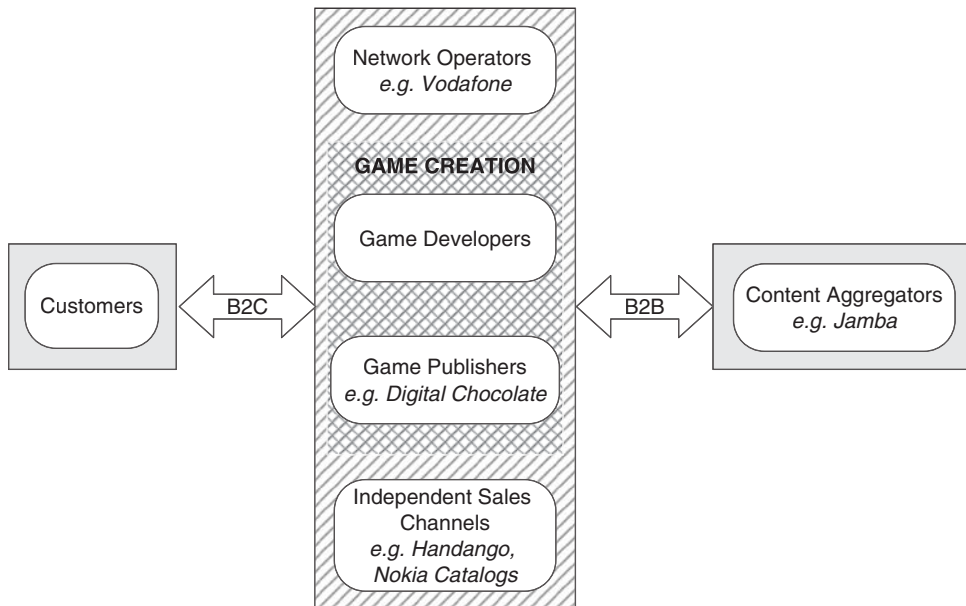 Network Operators
e.g. Vodafone
GAME CREATION
Game Developers
Customers
B2C
B2B
Content Aggregators
e.g. Jamba
Game Publishers
e.g. Digital Chocolate
Independent Sales
Channels
e.g. Handango,
Nokia Catalogs